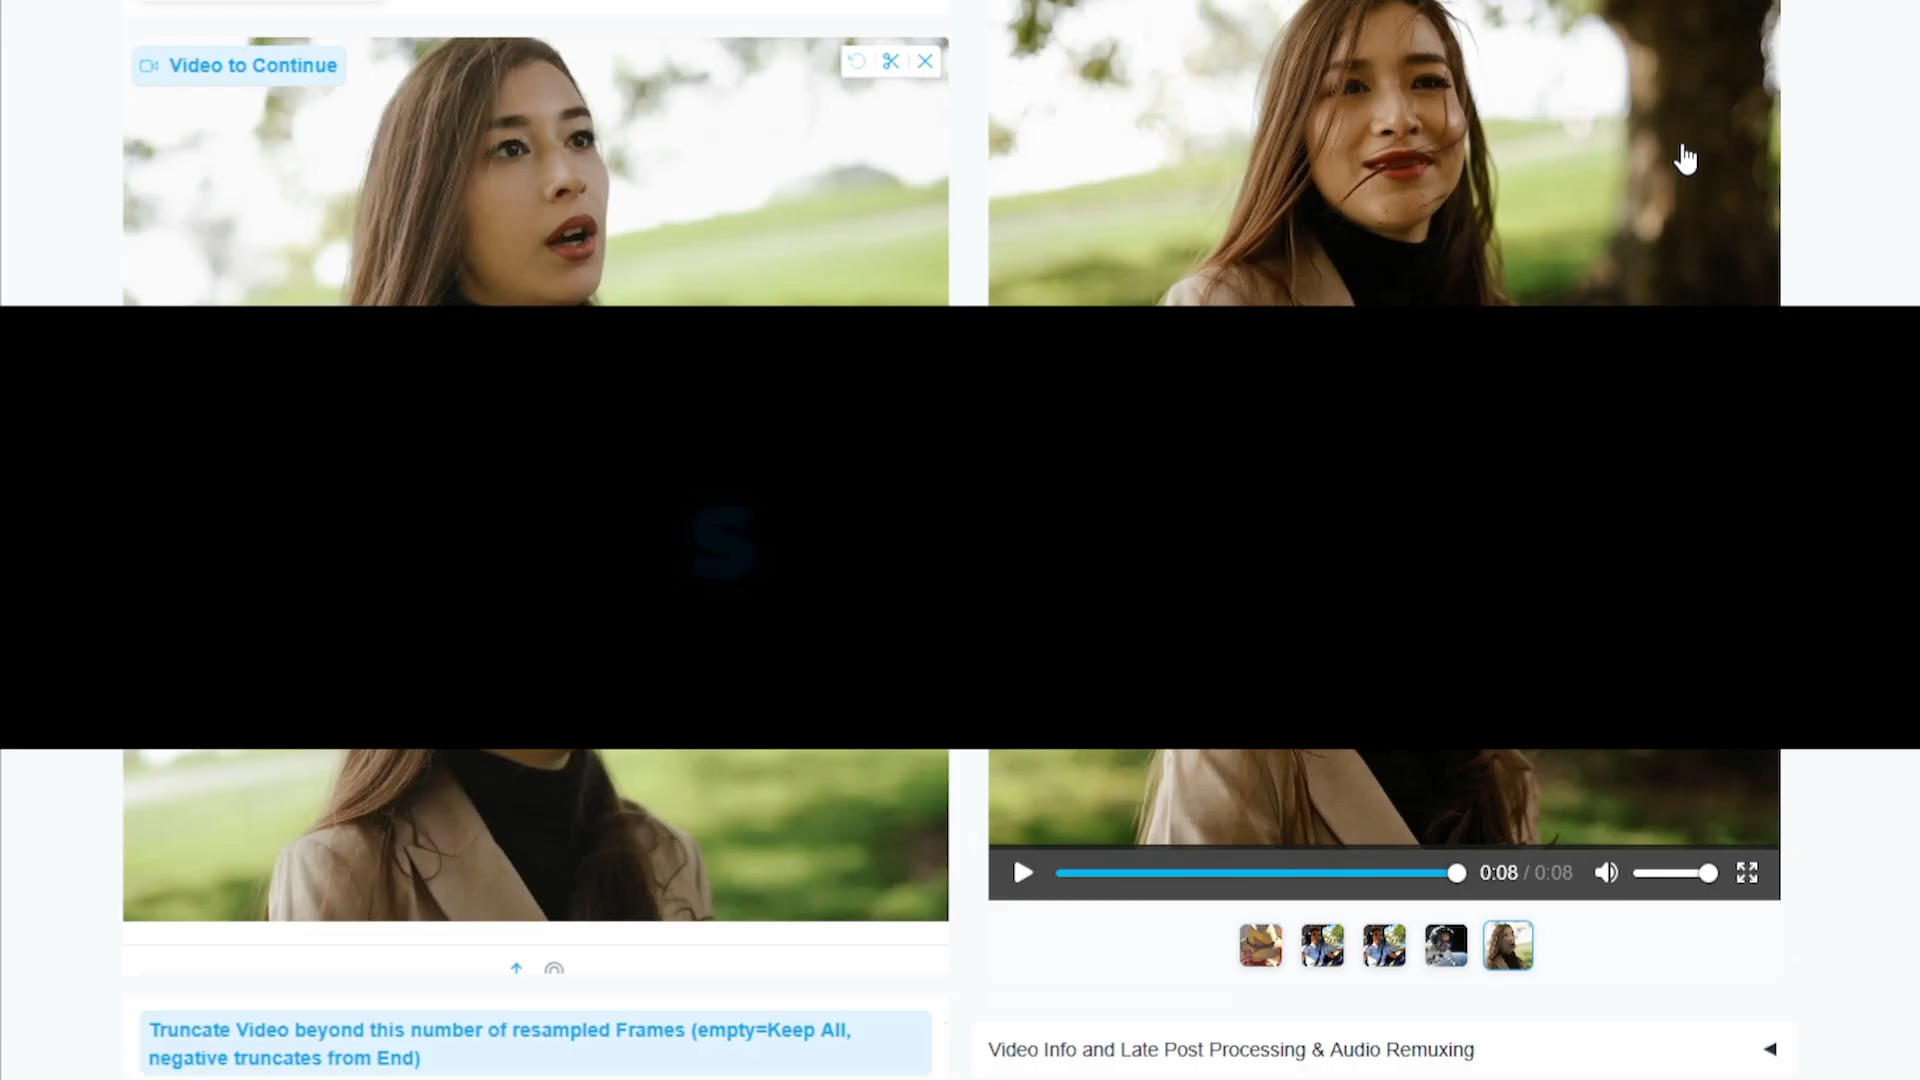 Video to Continue
S
0:08 / 0:08
Truncate Video beyond this number of resampled Frames (empty=Keep All,
negative truncates from End)
Video Info and Late Post Processing & Audio Remuxing